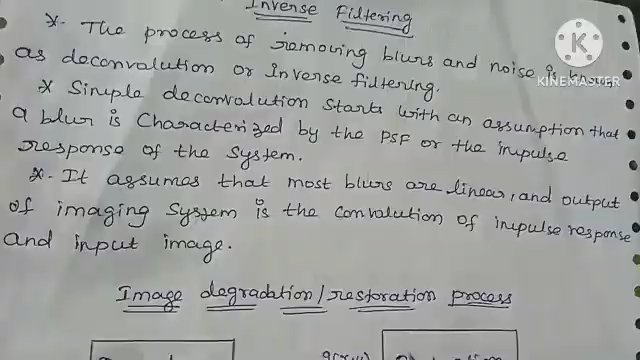 Inverse Filtering
*. The process of removing blurs and noise is known
as deconvalution or Inverse filtering.
* Simple deconvalution starts with an assumption that
a blur is characterized by the PSF or the impulse
response of the system.
*. It assumes that most blurs are linear, and output
of imaging system is the convalution of impulse response
and input image.
Image degradation/restoration process
K
KINEMASTER